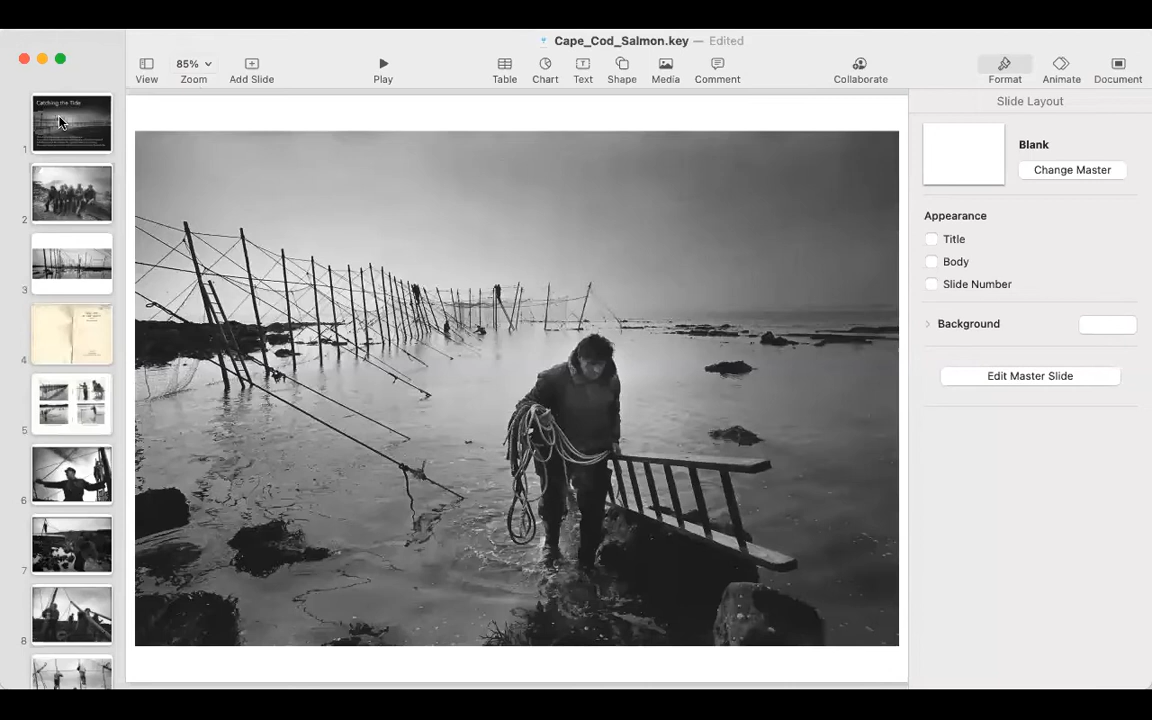 Cape_Cod_Salmon.key — Edited
85%
View
Zoom
Add Slide
Play
Table
Chart
Text
Shape
Media
Comment
Collaborate
Format
Animate
Document
Slide Layout
Blank
Change Master
Appearance
Title
Body
Slide Number
Background
Edit Master Slide
Catching the Tide
1
2
3
4
5
6
7
8